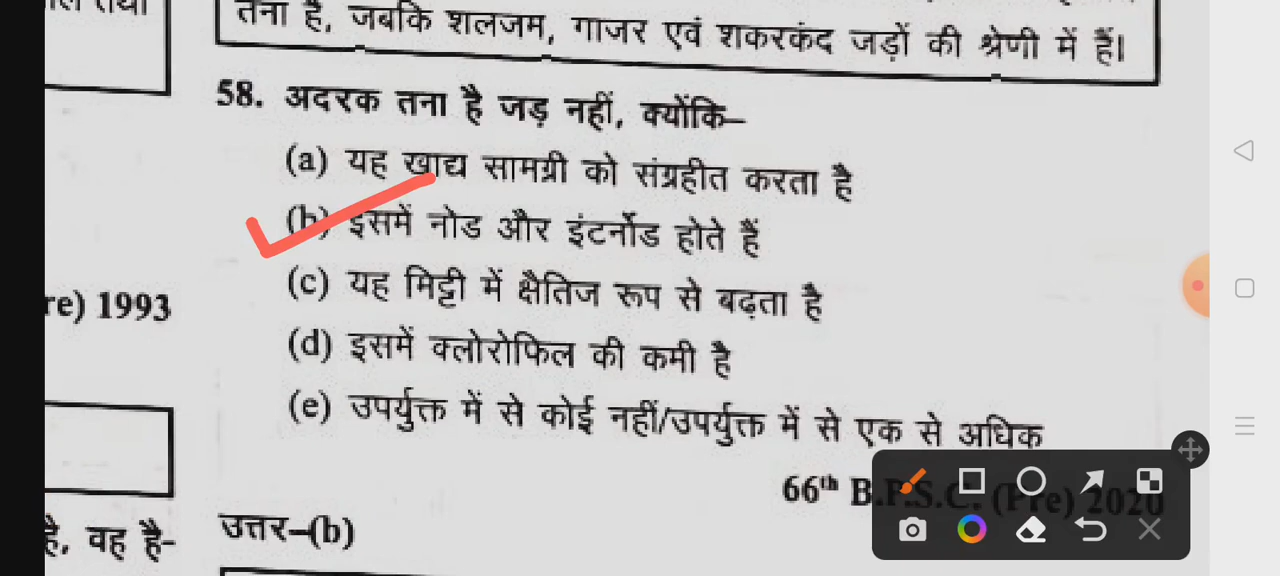 तथा
तना है, जबकि शलजम, गाजर एवं शकरकंद जड़ों की श्रेणी में हैं।
58. अदरक तना है जड़ नहीं, क्योंकि–
(a) यह खाद्य सामग्री को संग्रहीत करता है
(b) इसमें नोड और इंटर्नोड होते हैं
(c) यह मिट्टी में क्षैतिज रूप से बढ़ता है
re) 1993
(d) इसमें क्लोरोफिल की कमी है
(e) उपर्युक्त में से कोई नहीं/उपर्युक्त में से एक से अधिक
66th B.P.S.C. (Pre) 2020
है, वह है-
उत्तर–(b)